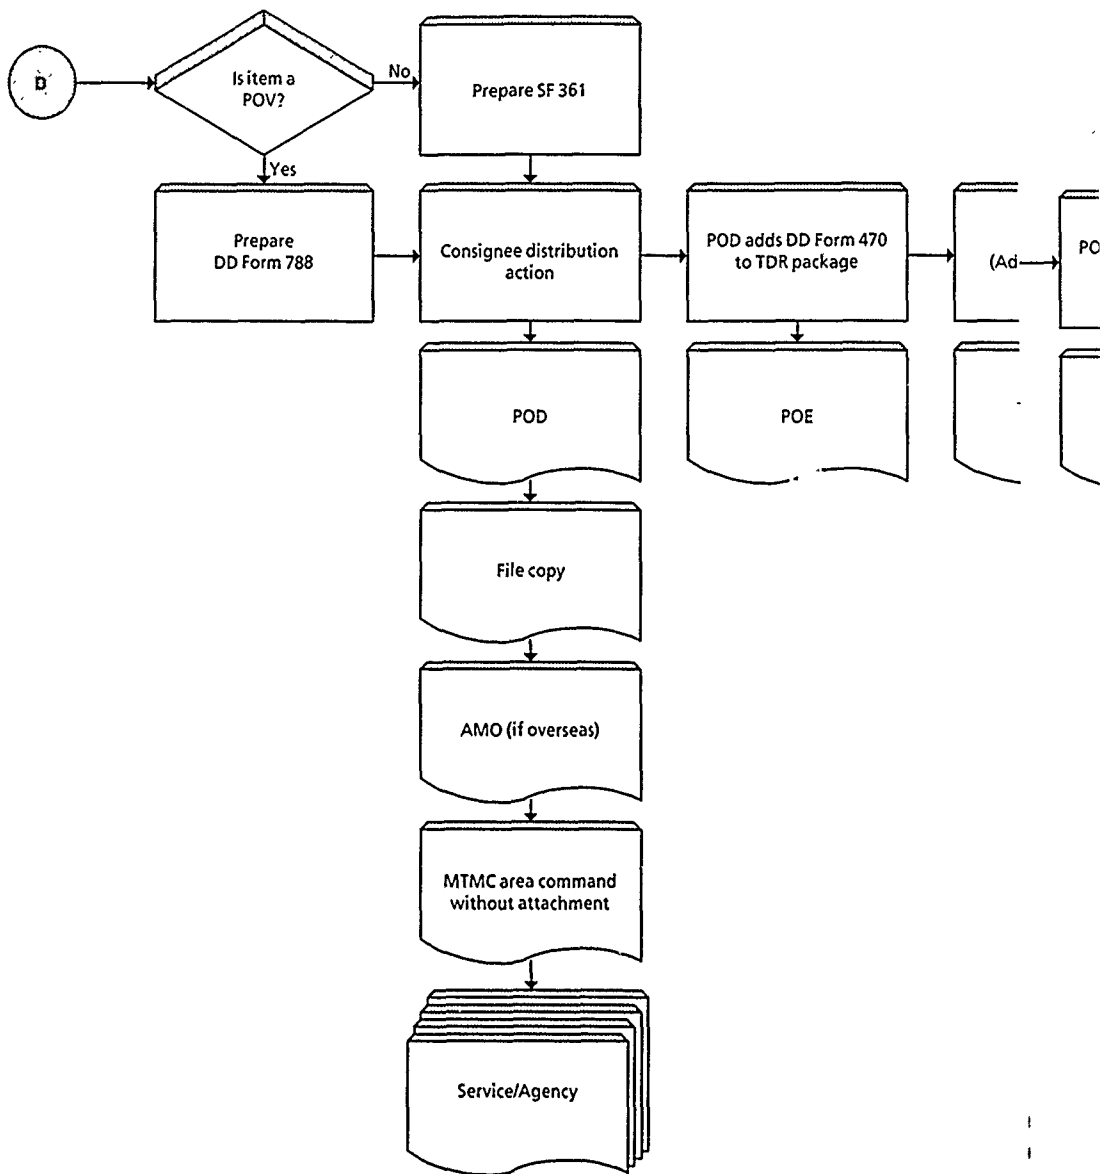 D
Is item a
POV?
No
Prepare SF 361
Yes
Prepare
DD Form 788
Consignee distribution
action
POD adds DD Form 470
to TDR package
(Ad
PO
POD
POE
File copy
AMO (if overseas)
MTMC area command
without attachment
Service/Agency